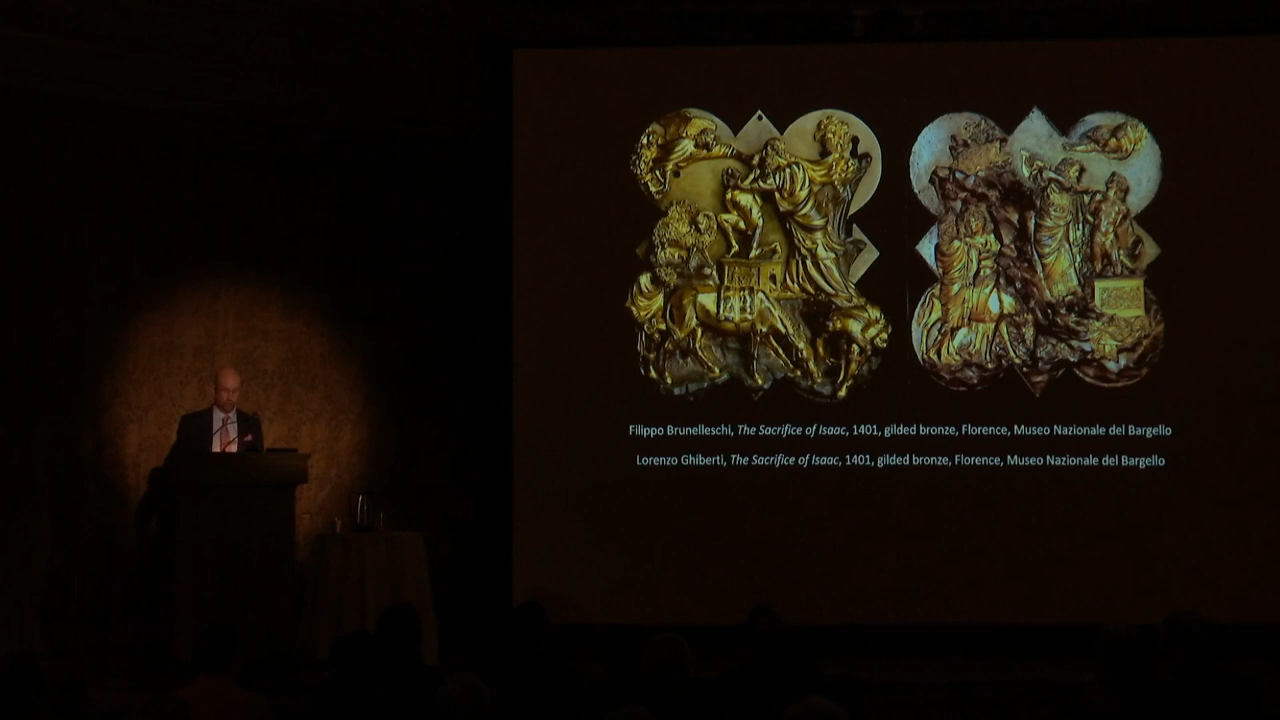 Filippo Brunelleschi, The Sacrifice of Isaac, 1401, gilded bronze, Florence, Museo Nazionale del Bargello
Lorenzo Ghiberti, The Sacrifice of Isaac, 1401, gilded bronze, Florence, Museo Nazionale del Bargello